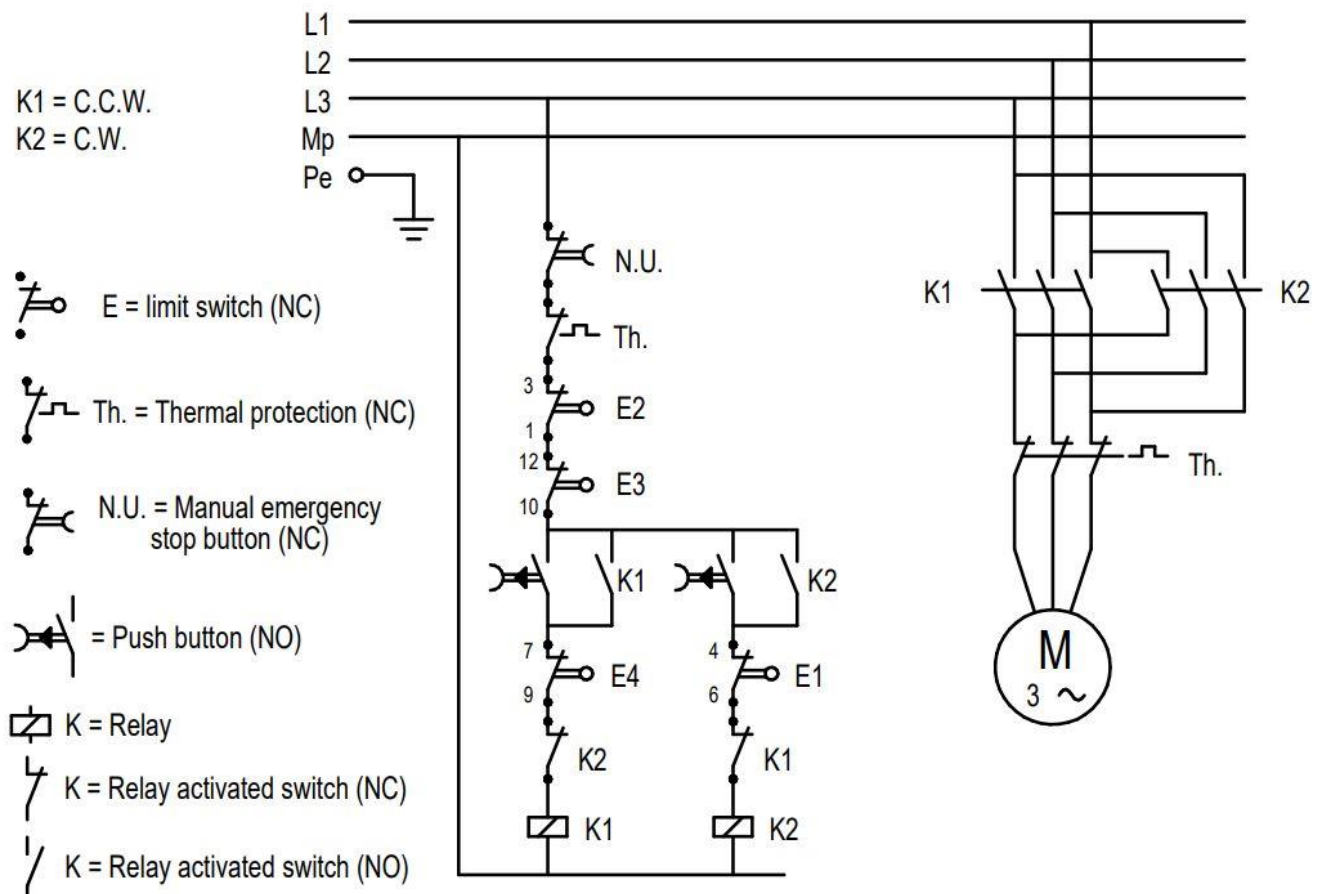 L1
L2
K1 = C.C.W.
L3
K2 = C.W.
Mp
Pe
N.U.
K1
K2
E = limit switch (NC)
Th.
3
Th. = Thermal protection (NC)
E2
1
12
Th.
E3
10
N.U. = Manual emergency
stop button (NC)
K1
K2
= Push button (NO)
7
4
M
3
E4
E1
9
6
K = Relay
K2
K1
K = Relay activated switch (NC)
K1
K2
K = Relay activated switch (NO)